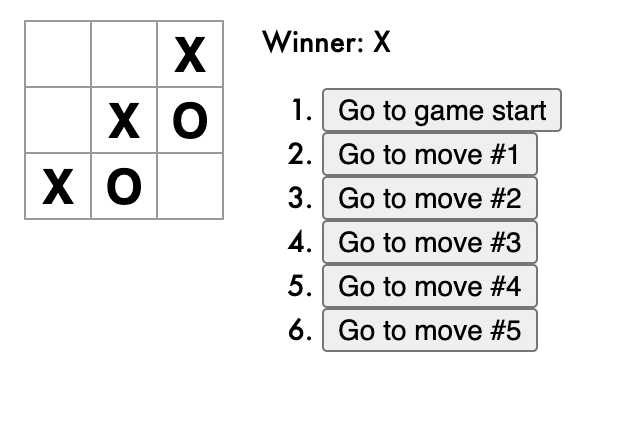 X
X O
X O
Winner: X
1. Go to game start
2. Go to move #1
3. Go to move #2
4. Go to move #3
5. Go to move #4
6. Go to move #5